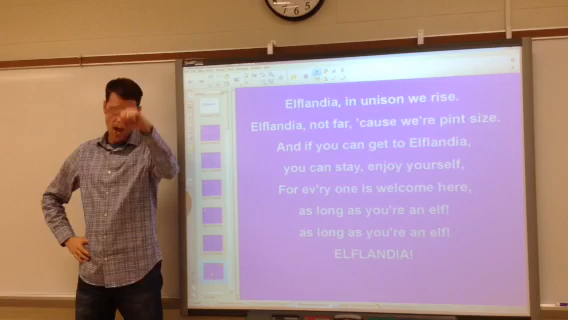 Elflandia, in unison we rise.
Elflandia, not far, 'cause we're pint size.
And if you can get to Elflandia,
you can stay, enjoy yourself,
For ev'ry one is welcome here,
as long as you're an elf!
as long as you're an elf!
ELFLANDIA!